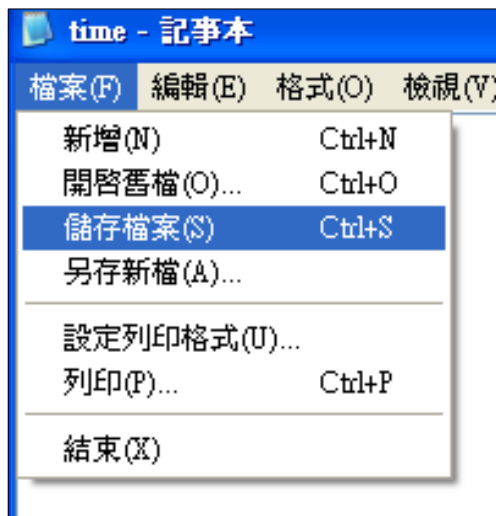 time - 記事本
檔案(F) 編輯(E) 格式(O) 檢視(V)
新增(N) Ctrl+N
開啓舊檔(O)... Ctrl+O
儲存檔案(S) Ctrl+S
另存新檔(A)...
設定列印格式(U)...
列印(P)... Ctrl+P
結束(X)